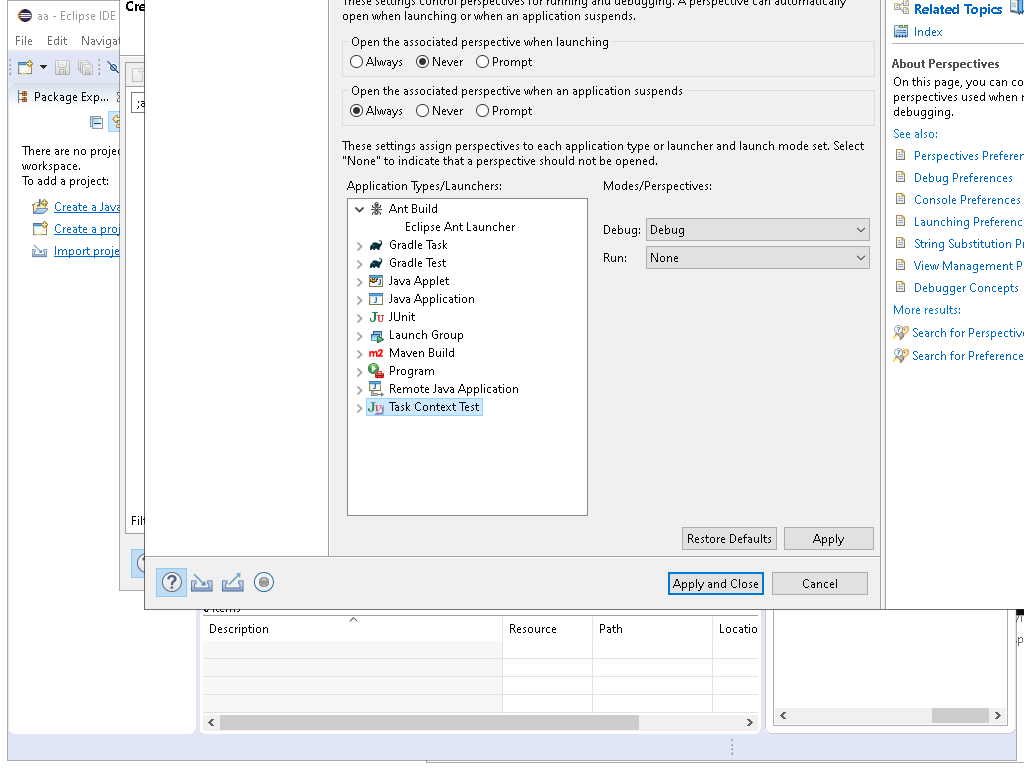 aa - Eclipse IDE
Cre
File Edit Navigat
Package Exp...
;a
There are no proje
workspace.
To add a project:
Create a Java
Create a proj
Import proje
Filt
These settings control perspectives for running and debugging. A perspective can automatically
open when launching or when an application suspends.
Open the associated perspective when launching
Always Never Prompt
Open the associated perspective when an application suspends
Always Never Prompt
These settings assign perspectives to each application type or launcher and launch mode set. Select
"None" to indicate that a perspective should not be opened.
Application Types/Launchers:
Modes/Perspectives:
Ant Build
Eclipse Ant Launcher
Gradle Task
Gradle Test
Java Applet
Java Application
JUnit
Launch Group
Maven Build
Program
Remote Java Application
Task Context Test
Debug: Debug
Run: None
Restore Defaults Apply
Apply and Close Cancel
Related Topics
Index
About Perspectives
On this page, you can co
perspectives used when r
debugging.
See also:
Perspectives Preferen
Debug Preferences
Console Preferences
Launching Preferenc
String Substitution Pr
View Management P
Debugger Concepts
More results:
Search for Perspective
Search for Preference
items
Description Resource Path Locatio